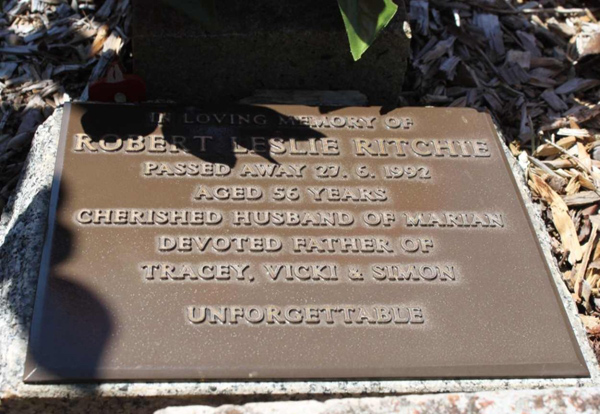 IN LOVING MEMORY OF
ROBERT LESLIE RITCHIE
PASSED AWAY 27. 6. 1992
AGED 56 YEARS
CHERISHED HUSBAND OF MARIAN
DEVOTED FATHER OF
TRACEY, VICKI & SIMON
UNFORGETTABLE